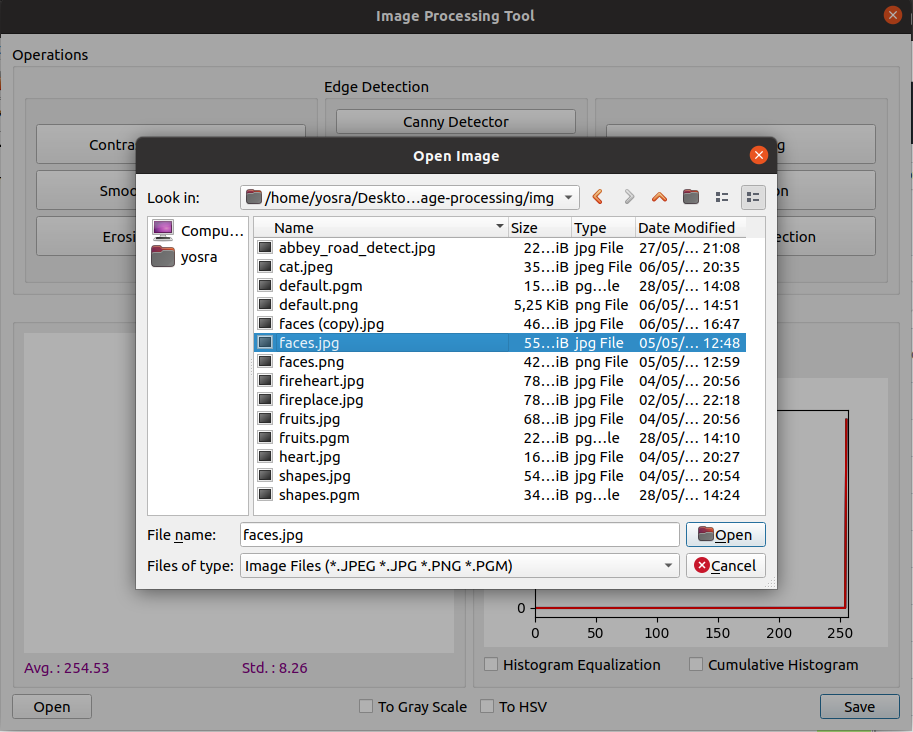 Image Processing Tool
Operations
Edge Detection
Canny Detector
Contra
g
Smoo
on
Erosi
ection
Open Image
Look in:
/home/yosra/Deskto…age-processing/img
Compu…
yosra
Name Size Type Date Modified
abbey_road_detect.jpg 22…iB jpg File 27/05/… 21:08
cat.jpeg 35…iB jpeg File 06/05/… 20:35
default.pgm 15…iB pg…le 28/05/… 14:08
default.png 5,25 KiB png File 06/05/… 14:51
faces (copy).jpg 46…iB jpg File 06/05/… 16:47
faces.jpg 55…iB jpg File 05/05/… 12:48
faces.png 42…iB png File 05/05/… 12:59
fireheart.jpg 78…iB jpg File 04/05/… 20:56
fireplace.jpg 78…iB jpg File 02/05/… 22:18
fruits.jpg 68…iB jpg File 04/05/… 20:56
fruits.pgm 22…iB pg…le 28/05/… 14:10
heart.jpg 16…iB jpg File 04/05/… 20:27
shapes.jpg 54…iB jpg File 04/05/… 20:54
shapes.pgm 34…iB pg…le 28/05/… 14:24
File name: faces.jpg Open
Files of type: Image Files (*.JPEG *.JPG *.PNG *.PGM) Cancel
0
0 50 100 150 200 250
Avg. : 254.53 Std. : 8.26
Histogram Equalization Cumulative Histogram
Open To Gray Scale To HSV Save